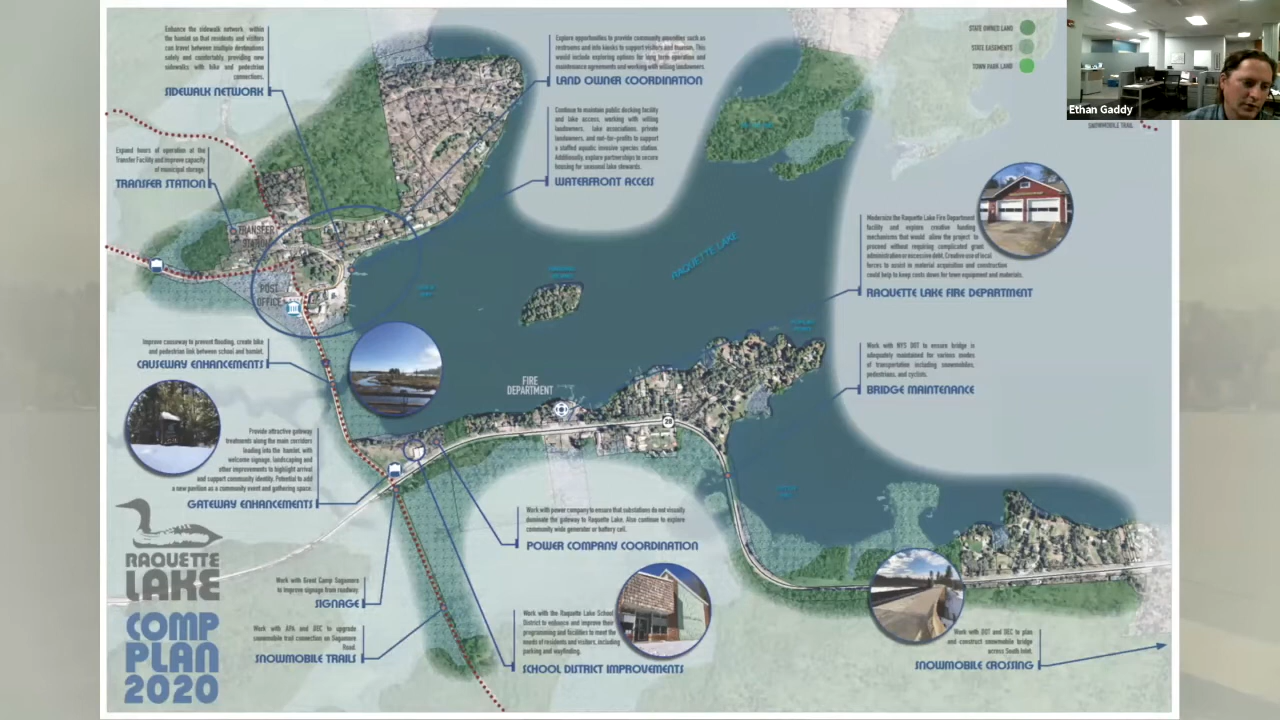 Enhance the sidewalk network within
the hamlet so that residents and visitors
can travel between multiple destinations
safely and comfortably, providing new
sidewalks with bike and pedestrian
connections.
SIDEWALK NETWORK
Explore opportunities to provide community amenities such as
restrooms and info kiosks to support visitors and tourism. This
would include exploring options for long term operation and
maintenance agreements and working with willing landowners.
LAND OWNER COORDINATION
STATE OWNED LAND
STATE EASEMENTS
TOWN PARK LAND
Ethan Gaddy
SNOWMOBILE TRAIL
Continue to maintain public docking facility
and lake access, working with willing
landowners, lake associations, private
landowners, and not-for-profits to support
a staffed aquatic invasive species station.
Additionally, explore partnerships to secure
housing for seasonal lake stewards.
WATERFRONT ACCESS
Expand hours of operation at the
Transfer Facility and improve capacity
of municipal storage.
TRANSFER STATION
TRANSFER
STATION
POST
OFFICE
RAQUETTE LAKE
Modernize the Raquette Lake Fire Department
facility and explore creative funding
mechanisms that would allow the project to
proceed without requiring complicated grant
administration or excessive debt. Creative use of local
forces to assist in material acquisition and construction
could help to keep costs down for town equipment and materials.
RAQUETTE LAKE FIRE DEPARTMENT
Improve causeway to prevent flooding, create bike
and pedestrian link between school and hamlet.
CAUSEWAY ENHANCEMENTS
Work with NYS DOT to ensure bridge is
adequately maintained for various modes
of transportation including snowmobiles,
pedestrians, and cyclists.
BRIDGE MAINTENANCE
FIRE
DEPARTMENT
28
Provide attractive gateway
treatments along the main corridors
leading into the hamlet, with
welcome signage, landscaping and
other improvements to highlight arrival
and support community identity. Potential to add
a new pavilion as a community event and gathering space.
GATEWAY ENHANCEMENTS
Work with power company to ensure that substations do not visually
dominate the gateway to Raquette Lake. Also continue to explore
community wide generator or battery cell.
POWER COMPANY COORDINATION
RAQUETTE
LAKE
COMP
PLAN
2020
Work with Great Camp Sagamore
to improve signage from roadway.
SIGNAGE
Work with APA and DEC to upgrade
snowmobile trail connection on Sagamore
Road.
SNOWMOBILE TRAILS
Work with the Raquette Lake School
District to enhance and improve their
programming and facilities to meet the
needs of residents and visitors, including
parking and wayfinding.
SCHOOL DISTRICT IMPROVEMENTS
Work with DOT and DEC to plan
and construct snowmobile bridge
across South Inlet.
SNOWMOBILE CROSSING